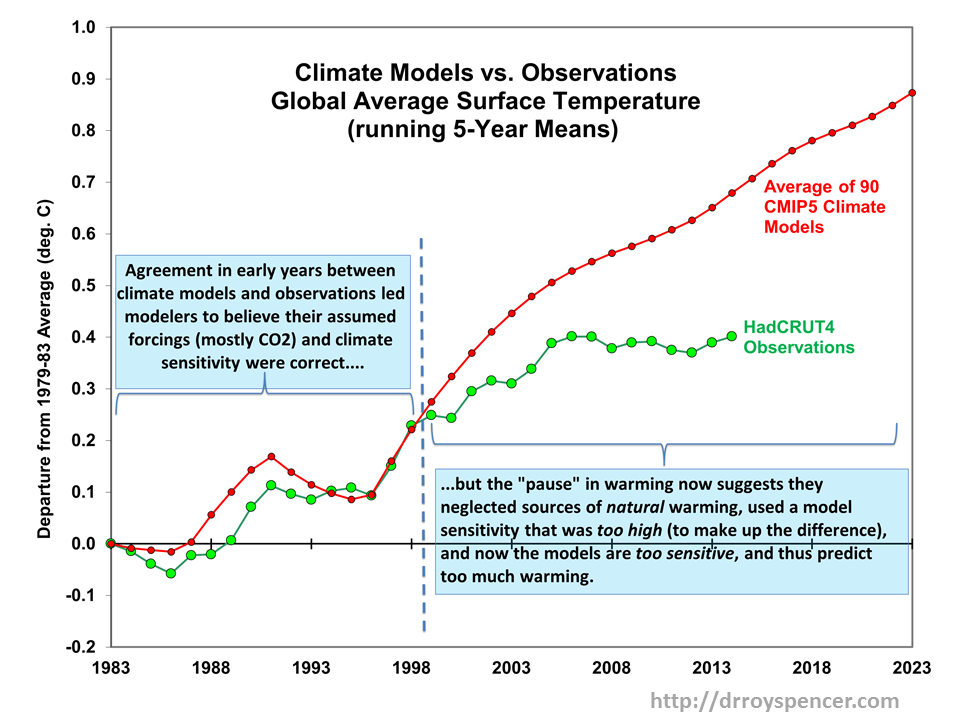 Climate Models vs. Observations
Global Average Surface Temperature
(running 5-Year Means)
Departure from 1979-83 Average (deg. C)
1.0
0.9
0.8
0.7
0.6
0.5
0.4
0.3
0.2
0.1
0.0
-0.1
-0.2
Agreement in early years between
climate models and observations led
modelers to believe their assumed
forcings (mostly CO2) and climate
sensitivity were correct....
Average of 90
CMIP5 Climate
Models
HadCRUT4
Observations
...but the "pause" in warming now suggests they
neglected sources of natural warming, used a model
sensitivity that was too high (to make up the difference),
and now the models are too sensitive, and thus predict
too much warming.
1983 1988 1993 1998 2003 2008 2013 2018 2023
http://drroyspencer.com